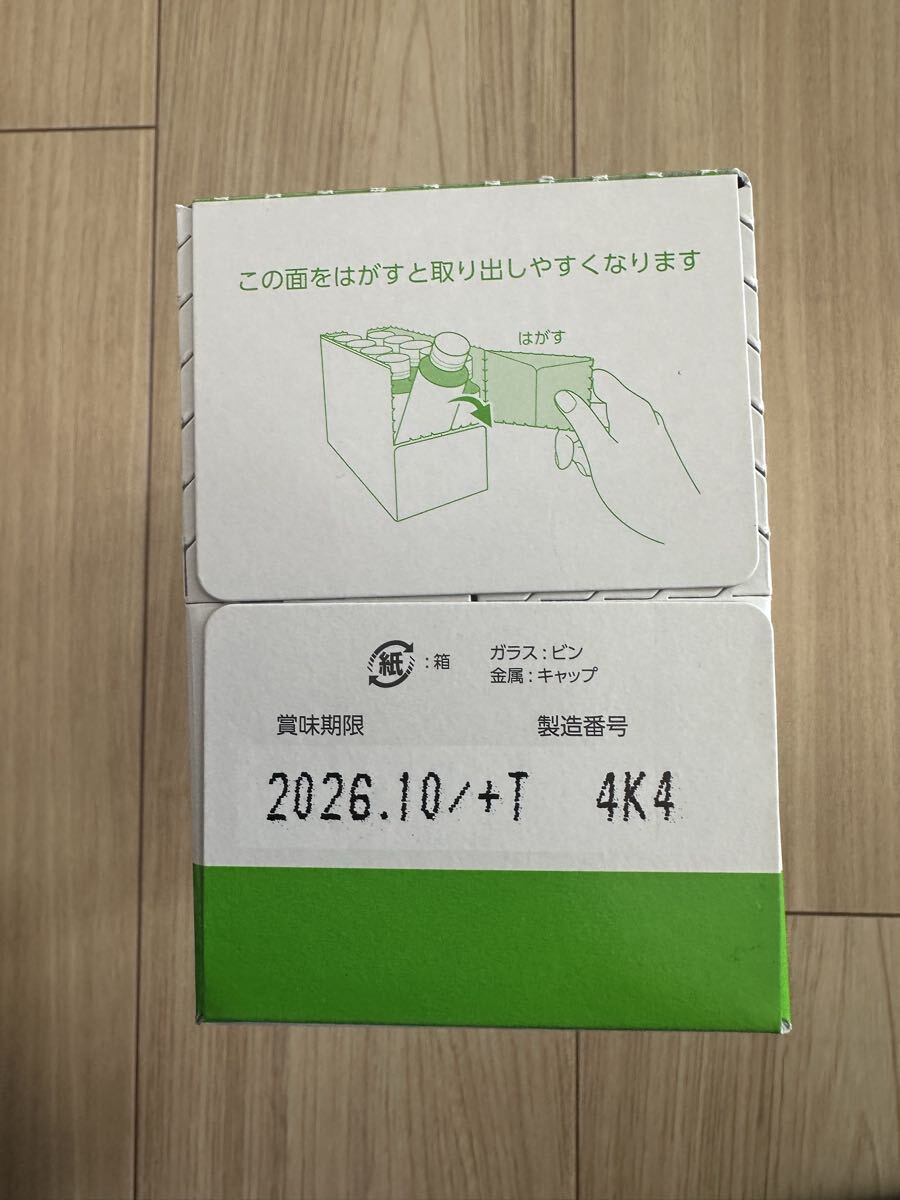 この面をはがすと取り出しやすくなります
はがす
紙:箱
ガラス:ビン
金属:キャップ
賞味期限 製造番号
2026.10/+T 4K4